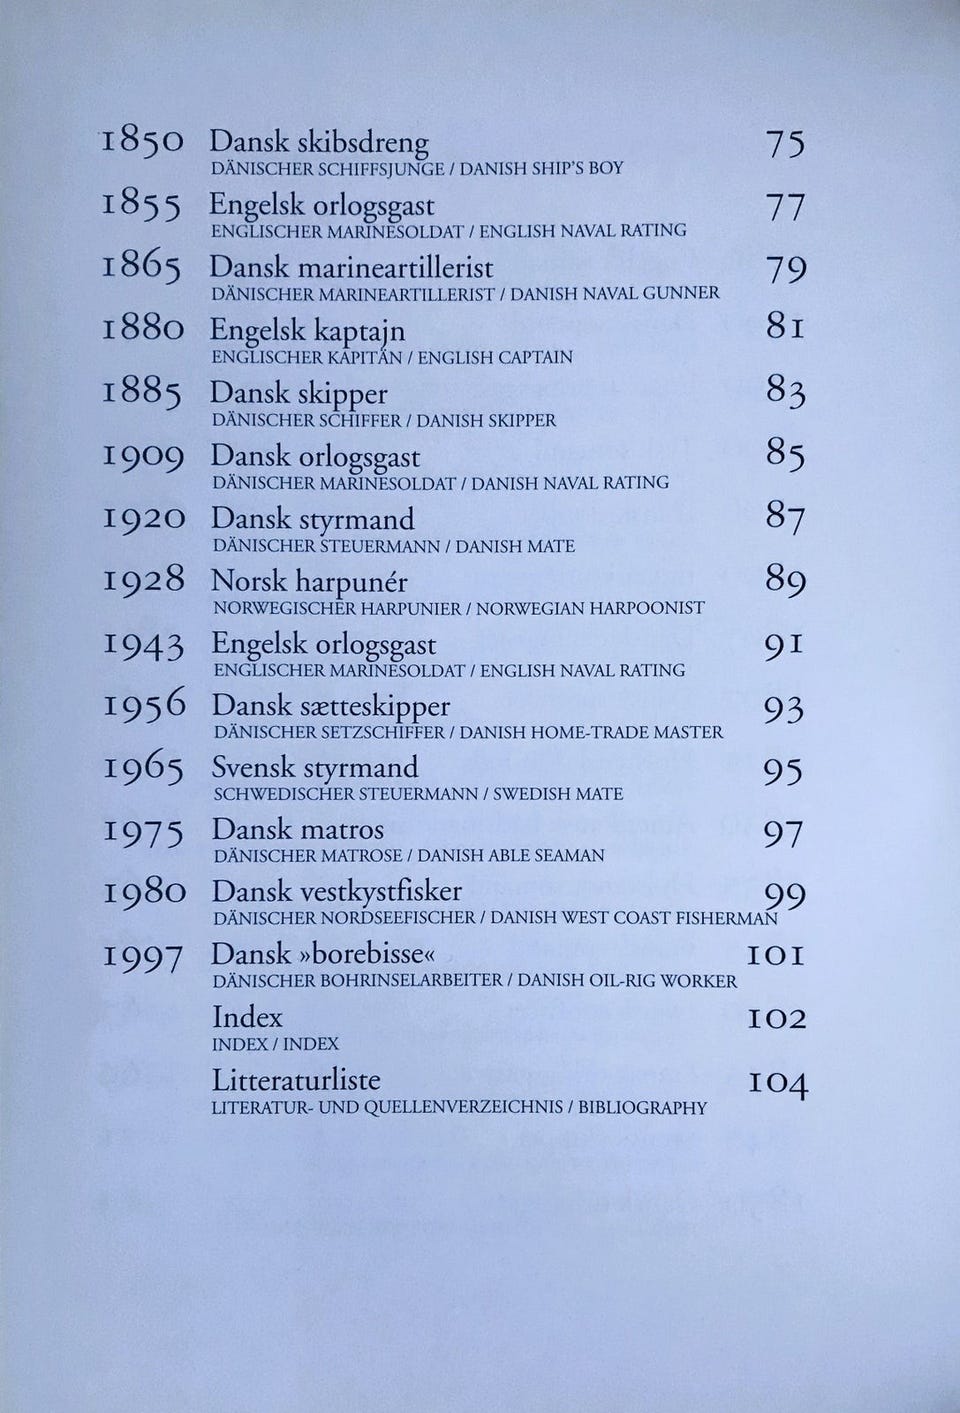 1850 Dansk skibsdreng 75
DÄNISCHER SCHIFFSJUNGE / DANISH SHIP'S BOY
1855 Engelsk orlogsgast 77
ENGLISCHER MARINESOLDAT / ENGLISH NAVAL RATING
1865 Dansk marineartillerist 79
DÄNISCHER MARINEARTILLERIST / DANISH NAVAL GUNNER
1880 Engelsk kaptajn 81
ENGLISCHER KAPITÄN / ENGLISH CAPTAIN
1885 Dansk skipper 83
DÄNISCHER SCHIFFER / DANISH SKIPPER
1909 Dansk orlogsgast 85
DÄNISCHER MARINESOLDAT / DANISH NAVAL RATING
1920 Dansk styrmand 87
DÄNISCHER STEUERMANN / DANISH MATE
1928 Norsk harpunér 89
NORWEGISCHER HARPUNIER / NORWEGIAN HARPOONIST
1943 Engelsk orlogsgast 91
ENGLISCHER MARINESOLDAT / ENGLISH NAVAL RATING
1956 Dansk sætteskipper 93
DÄNISCHER SETZSCHIFFER / DANISH HOME-TRADE MASTER
1965 Svensk styrmand 95
SCHWEDISCHER STEUERMANN / SWEDISH MATE
1975 Dansk matros 97
DÄNISCHER MATROSE / DANISH ABLE SEAMAN
1980 Dansk vestkystfisker 99
DÄNISCHER NORDSEEFISCHER / DANISH WEST COAST FISHERMAN
1997 Dansk »borebisse« 101
DÄNISCHER BOHRINSELARBEITER / DANISH OIL-RIG WORKER
Index 102
INDEX / INDEX
Litteraturliste 104
LITERATUR- UND QUELLENVERZEICHNIS / BIBLIOGRAPHY